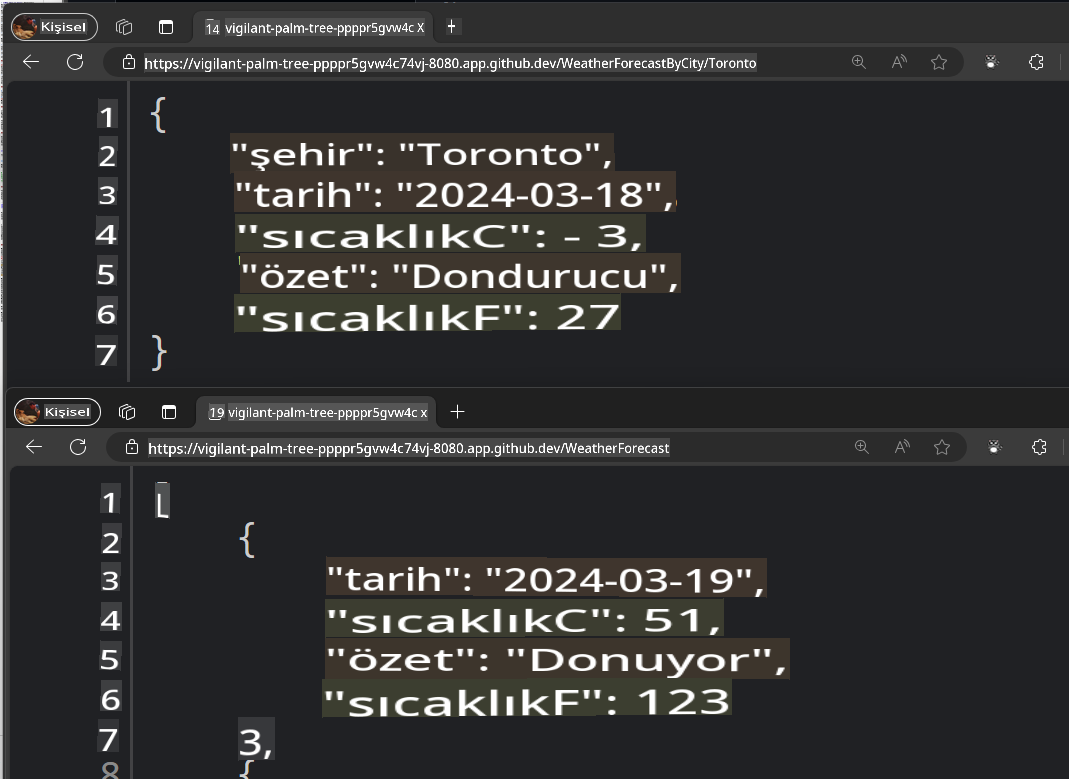 Kişisel
14 vigilant-palm-tree-ppppr5gvw4c X
https://vigilant-palm-tree-ppppr5gvw4c74vj-8080.app.github.dev/WeatherForecastByCity/Toronto
1 {
2 "şehir": "Toronto",
3 "tarih": "2024-03-18",
4 "sıcaklıkC": - 3,
5 "özet": "Dondurucu",
6 "sıcaklıkF": 27
7 }
Kişisel
19 vigilant-palm-tree-ppppr5gvw4c x
https://vigilant-palm-tree-ppppr5gvw4c74vj-8080.app.github.dev/WeatherForecast
1 [
2 {
3 "tarih": "2024-03-19",
4 "sıcaklıkC": 51,
5 "özet": "Donuyor",
6 "sıcaklıkF": 123
7 3,
8 {